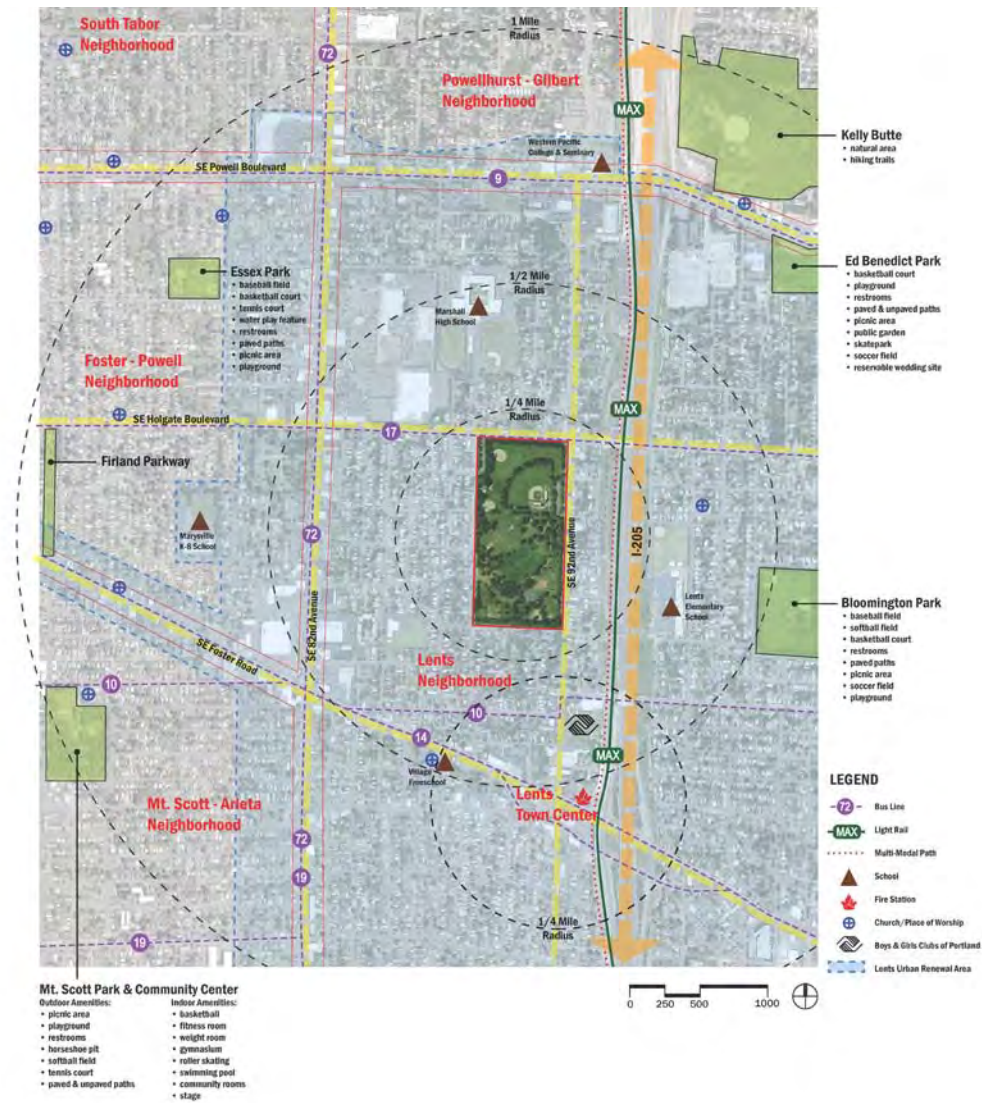 South Tabor
Neighborhood
1 Mile
Radius
72
Powellhurst - Gilbert
Neighborhood
MAX
Kelly Butte
• natural area
• hiking trails
Western Pacific
College & Seminary
SE Powell Boulevard
9
Essex Park
• baseball field
• basketball court
• tennis court
• water play feature
• restrooms
• paved paths
• picnic area
• playground
1/2 Mile
Radius
Marshall
High School
Ed Benedict Park
• basketball court
• playground
• restrooms
• paved & unpaved paths
• picnic area
• public garden
• skatepark
• soccer field
• reservable wedding site
Foster - Powell
Neighborhood
1/4 Mile
Radius
MAX
SE Holgate Boulevard
17
Firland Parkway
Marysville
K-8 School
72
SE 92nd Avenue
I-205
Lents
Elementary
School
Bloomington Park
• baseball field
• softball field
• basketball court
• restrooms
• paved paths
• picnic area
• soccer field
• playground
SE 82nd Avenue
SE Foster Road
Lents
Neighborhood
10
10
14
MAX
Village
Freeschool
Lents
Town Center
Mt. Scott - Arleta
Neighborhood
72
19
19
1/4 Mile
Radius
LEGEND
72
Bus Line
MAX
Light Rail
Multi-Modal Path
School
Fire Station
Church/Place of Worship
Boys & Girls Clubs of Portland
Lents Urban Renewal Area
0 250 500 1000
Mt. Scott Park & Community Center
Outdoor Amenities:
• picnic area
• playground
• restrooms
• horseshoe pit
• softball field
• tennis court
• paved & unpaved paths
Indoor Amenities:
• basketball
• fitness room
• weight room
• gymnasium
• roller skating
• swimming pool
• community rooms
• stage